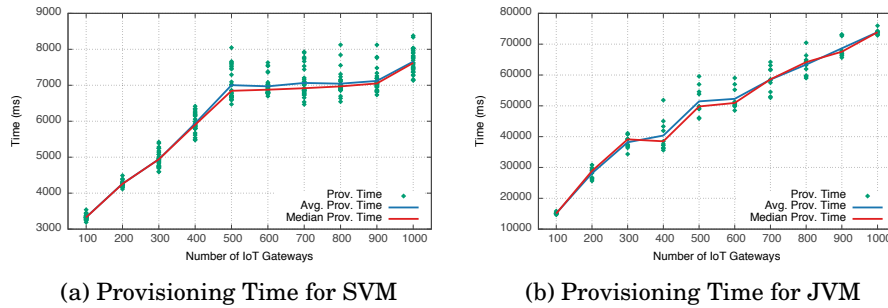 9000
8000
7000
6000
5000
4000
3000
Time (ms)
Prov. Time
Avg. Prov. Time
Median Prov. Time
100 200 300 400 500 600 700 800 900 1000
Number of IoT Gateways
(a) Provisioning Time for SVM
80000
70000
60000
50000
40000
30000
20000
10000
Time (ms)
Prov. Time
Avg. Prov. Time
Median Prov. Time
100 200 300 400 500 600 700 800 900 1000
Number of IoT Gateways
(b) Provisioning Time for JVM